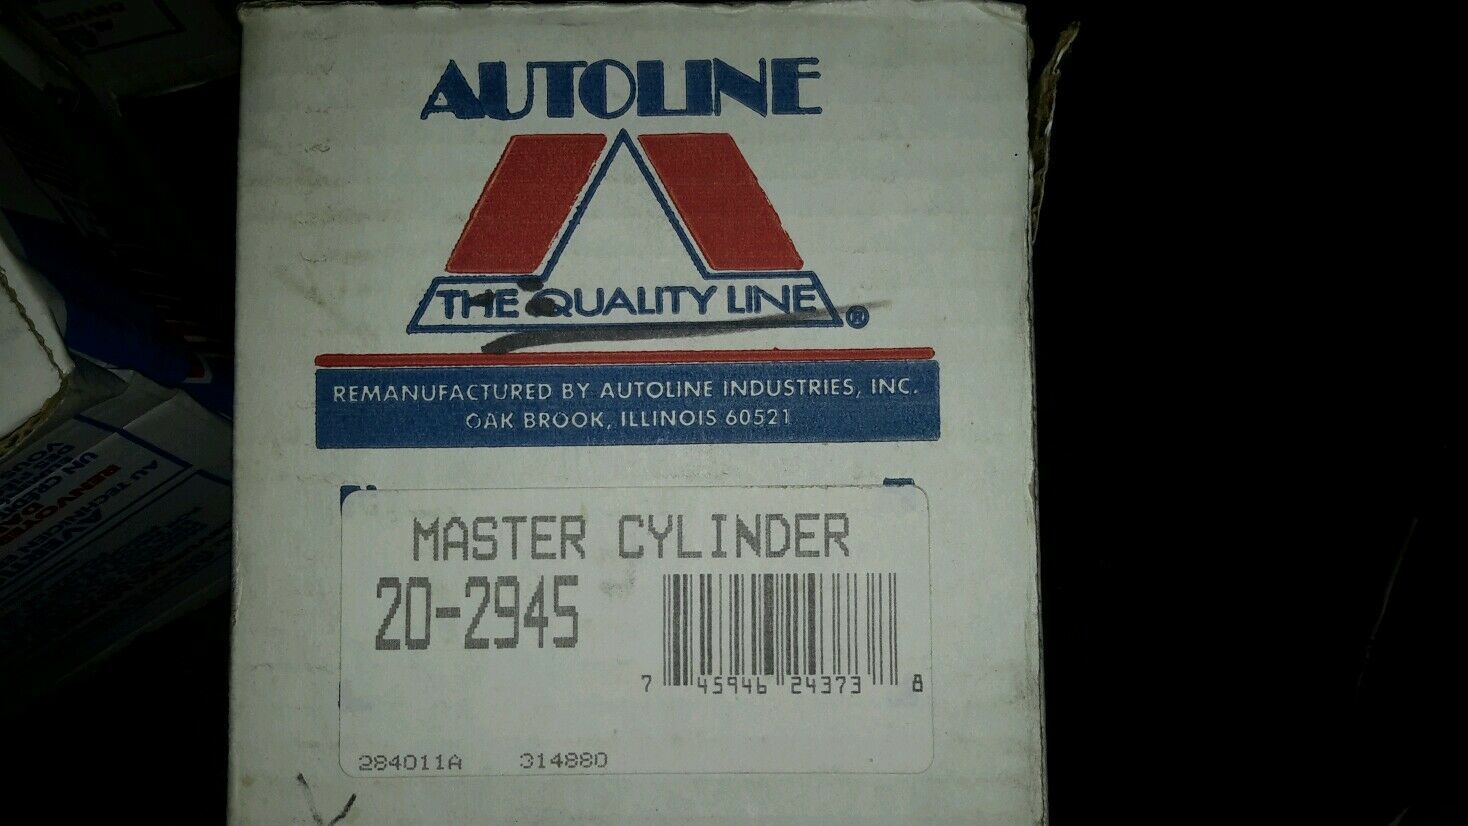 AUTOLINE
THE QUALITY LINE ®
REMANUFACTURED BY AUTOLINE INDUSTRIES, INC.
OAK BROOK, ILLINOIS 60521
MASTER CYLINDER
20-2945
7 45946 24373 8
284011A 314880